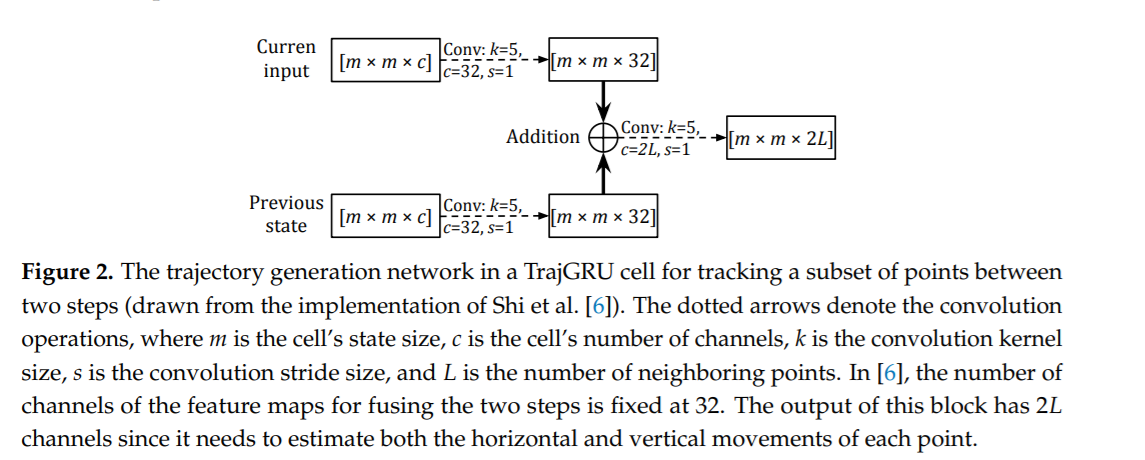 Curren
input
[m × m × c]
Conv: k=5,
c=32, s=1
[m × m × 32]
Addition
Conv: k=5,
c=2L, s=1
[m × m × 2L]
Previous
state
[m × m × c]
Conv: k=5,
c=32, s=1
[m × m × 32]
Figure 2. The trajectory generation network in a TrajGRU cell for tracking a subset of points between
two steps (drawn from the implementation of Shi et al. [6]). The dotted arrows denote the convolution
operations, where m is the cell’s state size, c is the cell’s number of channels, k is the convolution kernel
size, s is the convolution stride size, and L is the number of neighboring points. In [6], the number of
channels of the feature maps for fusing the two steps is fixed at 32. The output of this block has 2L
channels since it needs to estimate both the horizontal and vertical movements of each point.